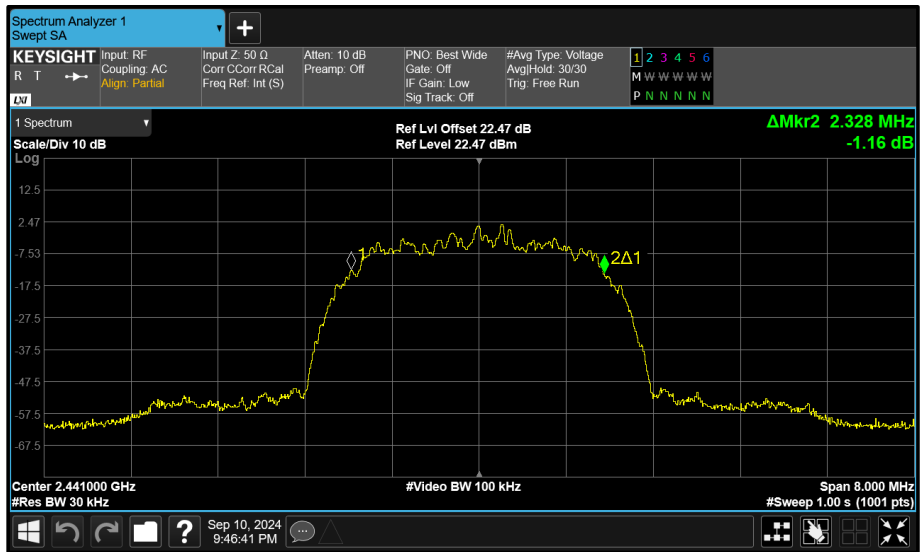 Spectrum Analyzer 1
Swept SA
KEYSIGHT
R T
LXI
Input: RF
Coupling: AC
Align: Partial
Input Z: 50 Ω
Corr CCorr RCal
Freq Ref: Int (S)
Atten: 10 dB
Preamp: Off
PNO: Best Wide
Gate: Off
IF Gain: Low
Sig Track: Off
#Avg Type: Voltage
Avg|Hold: 30/30
Trig: Free Run
1 2 3 4 5 6
M W W W W W
P N N N N N
1 Spectrum
Scale/Div 10 dB
Ref Lvl Offset 22.47 dB
Ref Level 22.47 dBm
ΔMkr2 2.328 MHz
-1.16 dB
Log
12.5
2.47
-7.53
-17.5
-27.5
-37.5
-47.5
-57.5
-67.5
1
2Δ1
Center 2.441000 GHz
#Video BW 100 kHz
Span 8.000 MHz
#Res BW 30 kHz
#Sweep 1.00 s (1001 pts)
?
Sep 10, 2024
9:46:41 PM